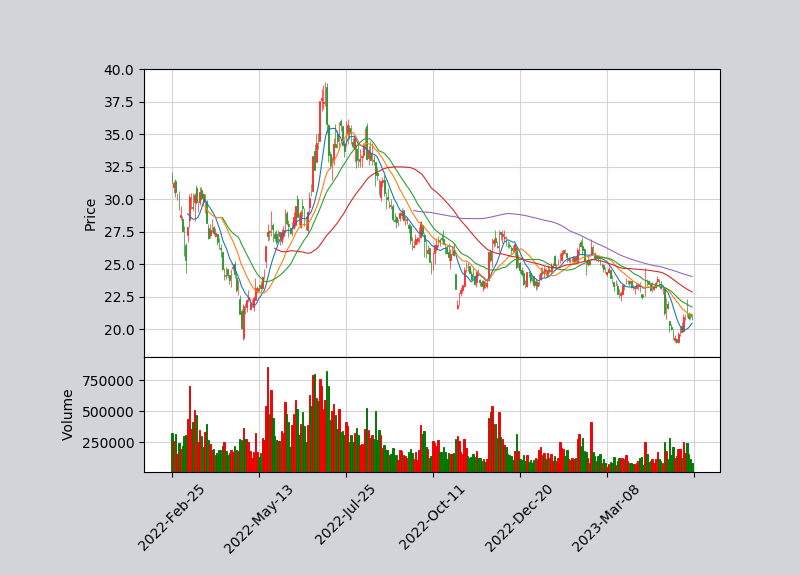 40.0
37.5
35.0
32.5
30.0
27.5
25.0
22.5
20.0
Price
750000
500000
250000
Volume
2022-Feb-25
2022-May-13
2022-Jul-25
2022-Oct-11
2022-Dec-20
2023-Mar-08